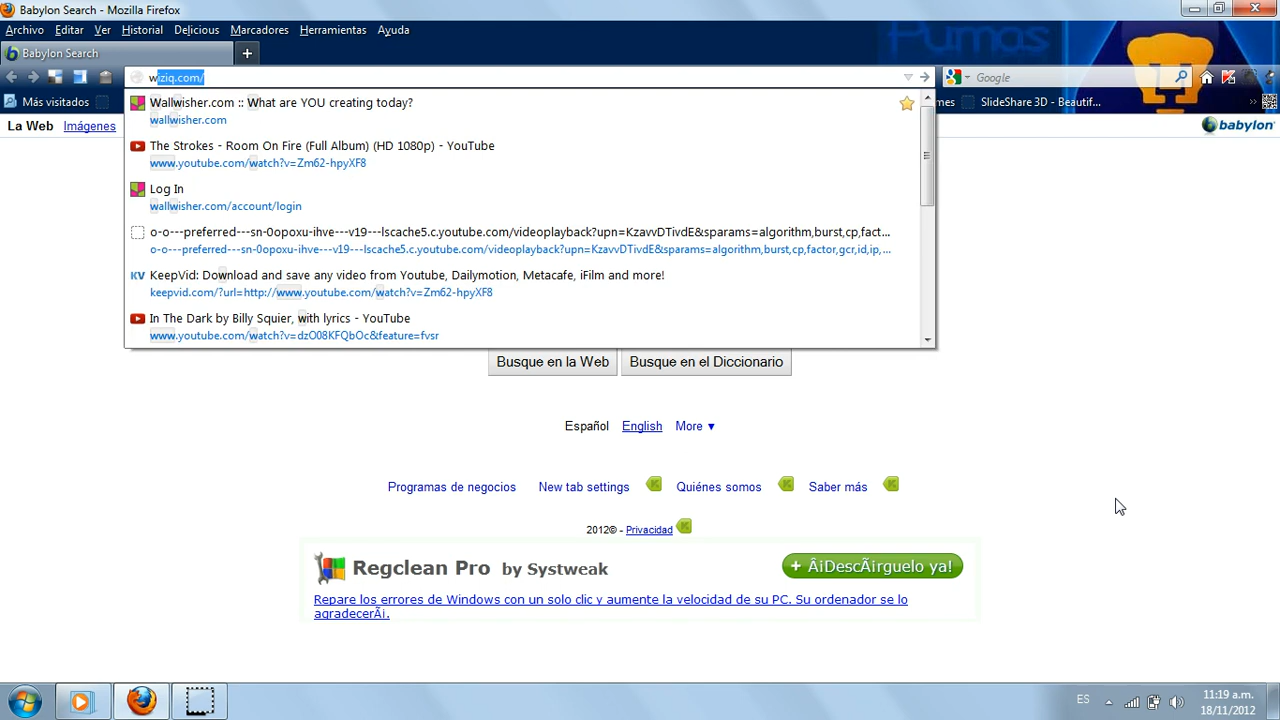 Babylon Search - Mozilla Firefox
Archivo Editar Ver Historial Delicious Marcadores Herramientas Ayuda
Pumas
Babylon Search
wiziq.com/
Google
Más visitados
mes SlideShare 3D - Beautif...
La Web Imágenes
babylon
Wallwisher.com :: What are YOU creating today?
wallwisher.com
The Strokes - Room On Fire (Full Album) (HD 1080p) - YouTube
www.youtube.com/watch?v=Zm62-hpyXF8
Log In
wallwisher.com/account/login
o-o---preferred---sn-0opoxu-ihve---v19---lscache5.c.youtube.com/videoplayback?upn=KzavvDTivdE&sparams=algorithm,burst,cp,fact...
o-o---preferred---sn-0opoxu-ihve---v19---lscache5.c.youtube.com/videoplayback?upn=KzavvDTivdE&sparams=algorithm,burst,cp,factor,gcr,id,ip,...
KV KeepVid: Download and save any video from Youtube, Dailymotion, Metacafe, iFilm and more!
keepvid.com/?url=http://www.youtube.com/watch?v=Zm62-hpyXF8
In The Dark by Billy Squier, with lyrics - YouTube
www.youtube.com/watch?v=dzO08KFQbOc&feature=fvsr
Busque en la Web Busque en el Diccionario
Español English More ▼
Programas de negocios New tab settings Quiénes somos Saber más
2012© - Privacidad
Regclean Pro by Systweak
+ Â¡DescÃ¡rguelo ya!
Repare los errores de Windows con un solo clic y aumente la velocidad de su PC. Su ordenador se lo
agradecerÃ¡.
ES
11:19 a.m.
18/11/2012